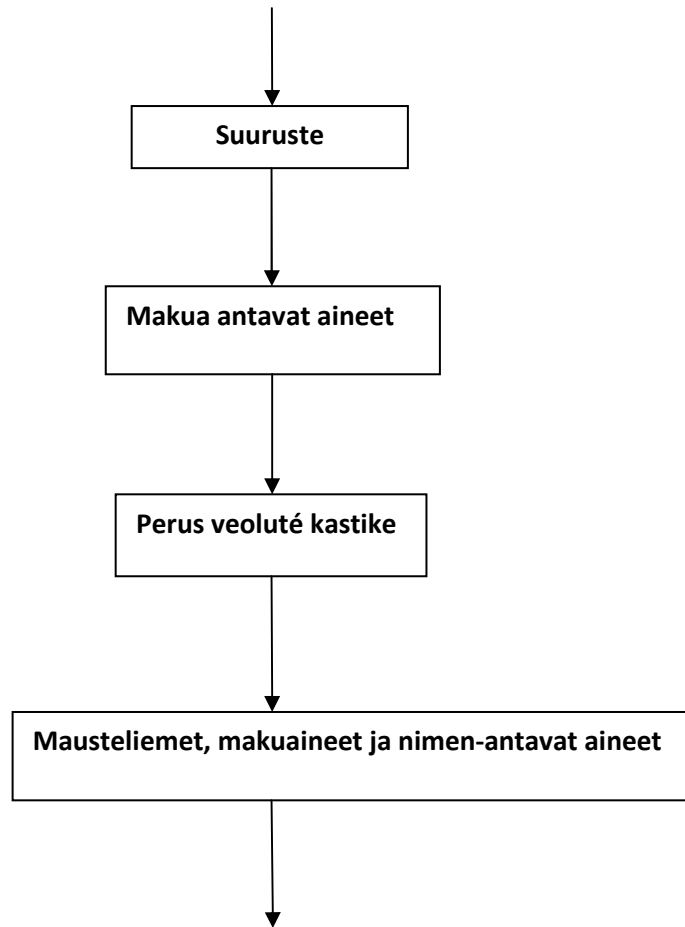 Suuruste
Makua antavat aineet
Perus veoluté kastike
Mausteliemet, makuaineet ja nimen-antavat aineet